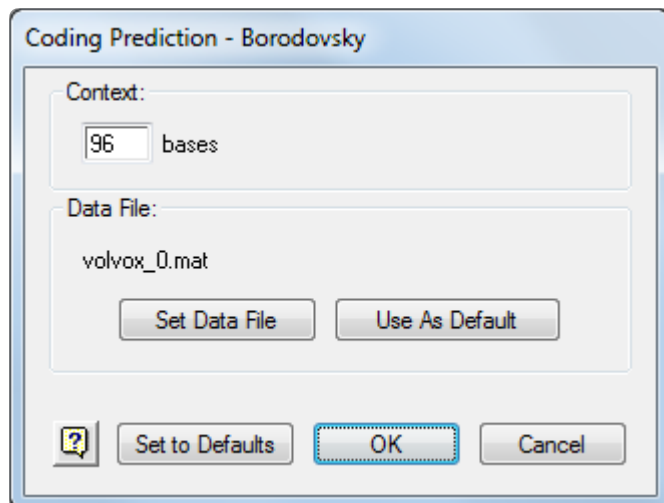 Coding Prediction - Borodovsky
Context:
96 bases
Data File:
volvox_0.mat
Set Data File Use As Default
? Set to Defaults OK Cancel